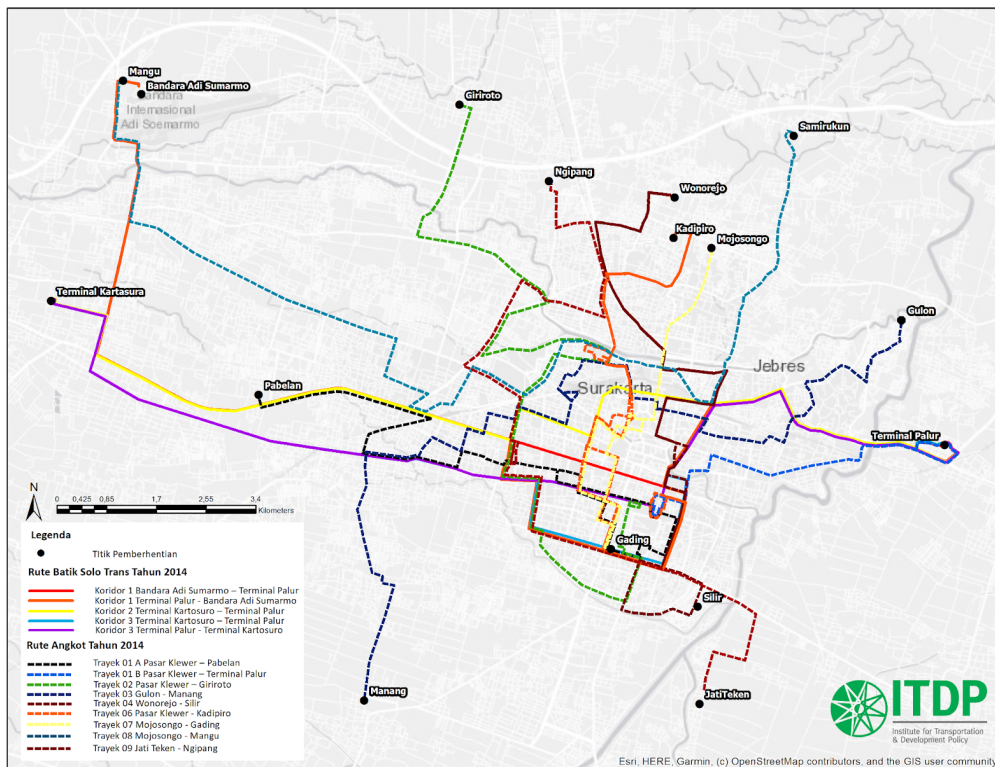 Mangu
Bandara Adi Sumarmo
Bandara
Internasional
Adi Soemarmo
Giriroto
Samirukun
Ngipang
Wonorejo
Kadipiro
Mojosongo
Terminal Kartasura
Gulon
Jebres
Surakarta
Pabelan
Terminal Palur
N
0 0,425 0,85 1,7 2,55 3,4
Kilometers
Gading
Silir
Manang
JatiTeken
Legenda
Titik Pemberhentian
Rute Batik Solo Trans Tahun 2014
Koridor 1 Bandara Adi Sumarmo – Terminal Palur
Koridor 1 Terminal Palur - Bandara Adi Sumarmo
Koridor 2 Terminal Kartosuro – Terminal Palur
Koridor 3 Terminal Kartosuro – Terminal Palur
Koridor 3 Terminal Palur - Terminal Kartosuro
Rute Angkot Tahun 2014
Trayek 01 A Pasar Klewer – Pabelan
Trayek 01 B Pasar Klewer – Terminal Palur
Trayek 02 Pasar Klewer – Giriroto
Trayek 03 Gulon - Manang
Trayek 04 Wonorejo - Silir
Trayek 06 Pasar Klewer - Kadipiro
Trayek 07 Mojosongo - Gading
Trayek 08 Mojosongo - Mangu
Trayek 09 Jati Teken - Ngipang
ITDP
Institute for Transportation
& Development Policy
Esri, HERE, Garmin, (c) OpenStreetMap contributors, and the GIS user community